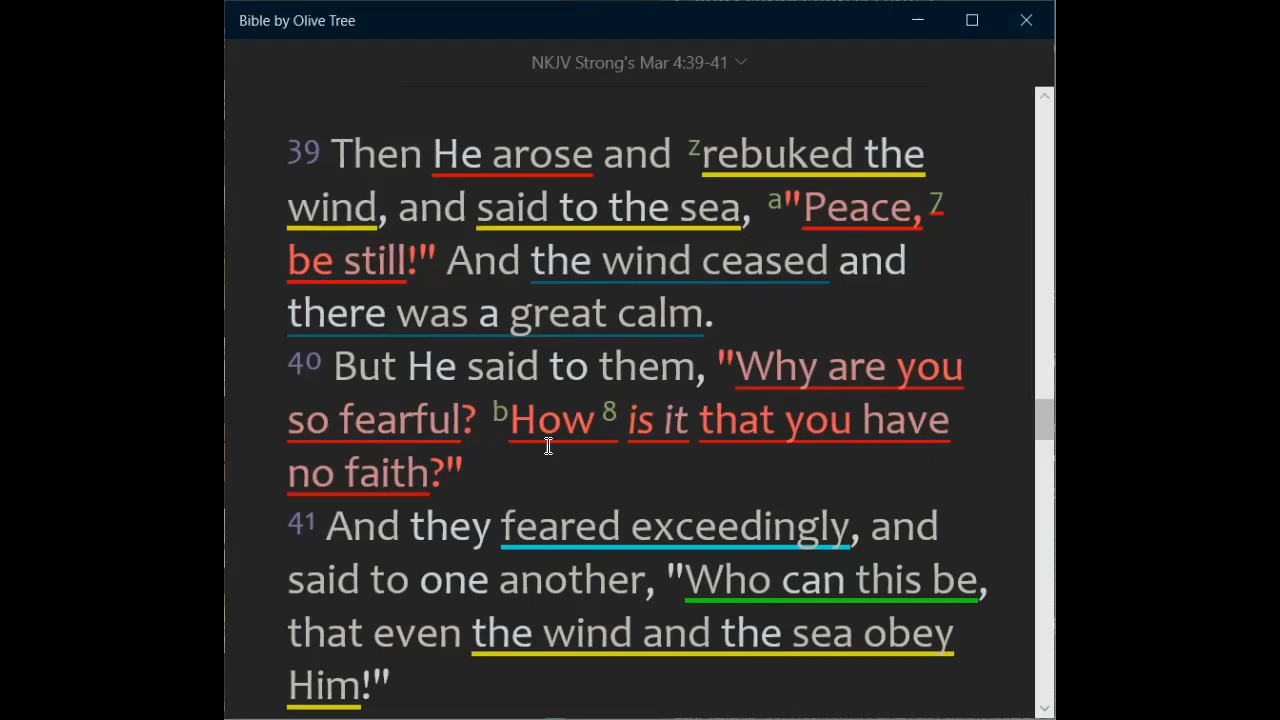 Bible by Olive Tree
NKJV Strong's Mar 4:39-41
39 Then He arose and zrebuked the
wind, and said to the sea, a"Peace, 7
be still!" And the wind ceased and
there was a great calm.
40 But He said to them, "Why are you
so fearful? bHow 8 is it that you have
no faith?"
41 And they feared exceedingly, and
said to one another, "Who can this be,
that even the wind and the sea obey
Him!"